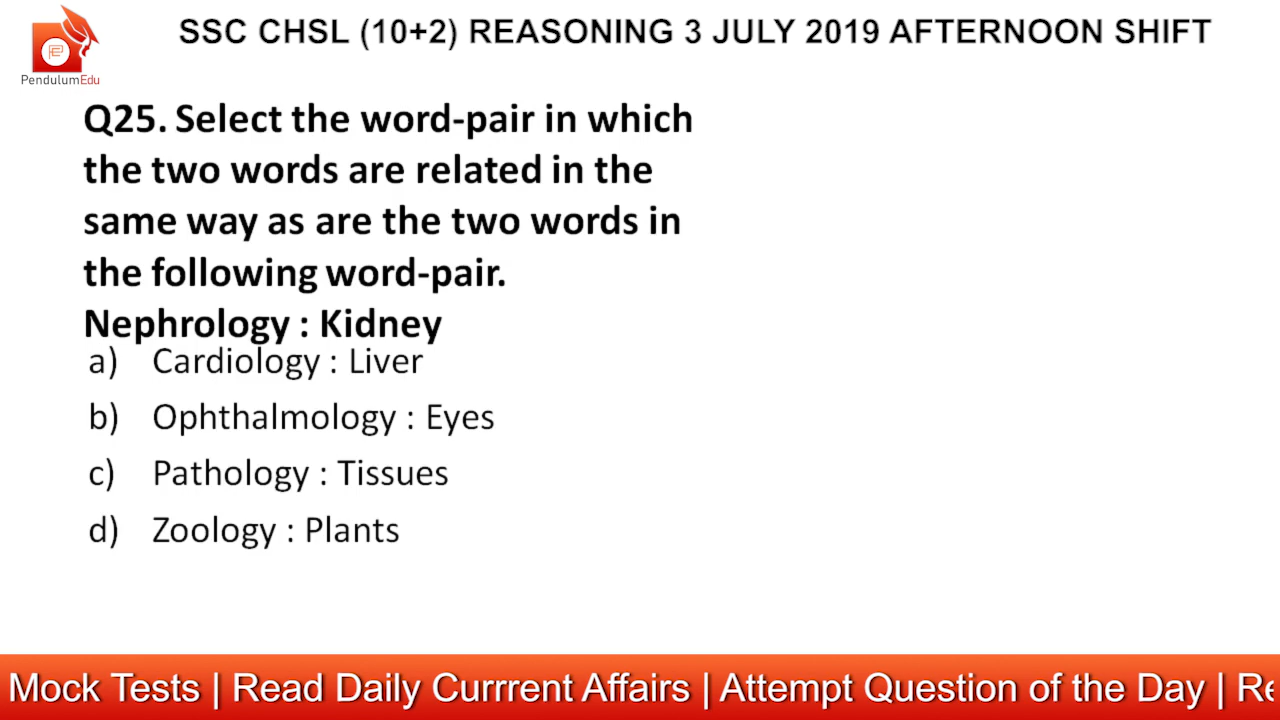 SSC CHSL (10+2) REASONING 3 JULY 2019 AFTERNOON SHIFT
PendulumEdu
Q25. Select the word-pair in which
the two words are related in the
same way as are the two words in
the following word-pair.
Nephrology : Kidney
a) Cardiology : Liver
b) Ophthalmology : Eyes
c) Pathology : Tissues
d) Zoology : Plants
Mock Tests | Read Daily Currrent Affairs | Attempt Question of the Day | Re